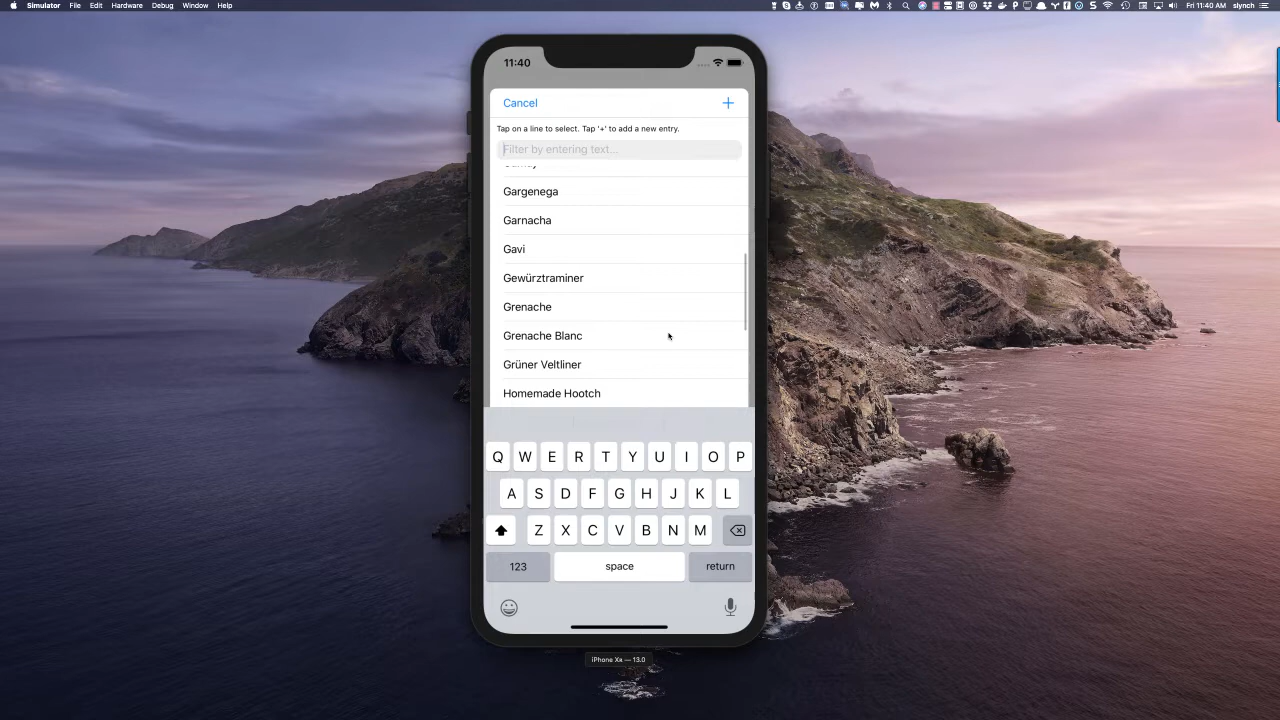 Simulator File Edit Hardware Debug Window Help Fri 11:40 AM slynch
11:40
Cancel +
Tap on a line to select. Tap '+' to add a new entry.
Filter by entering text...
Gargenega
Garnacha
Gavi
Gewürztraminer
Grenache
Grenache Blanc
Grüner Veltliner
Homemade Hootch
Q W E R T Y U I O P
A S D F G H J K L
Z X C V B N M
123 space return
iPhone Xʀ — 13.0